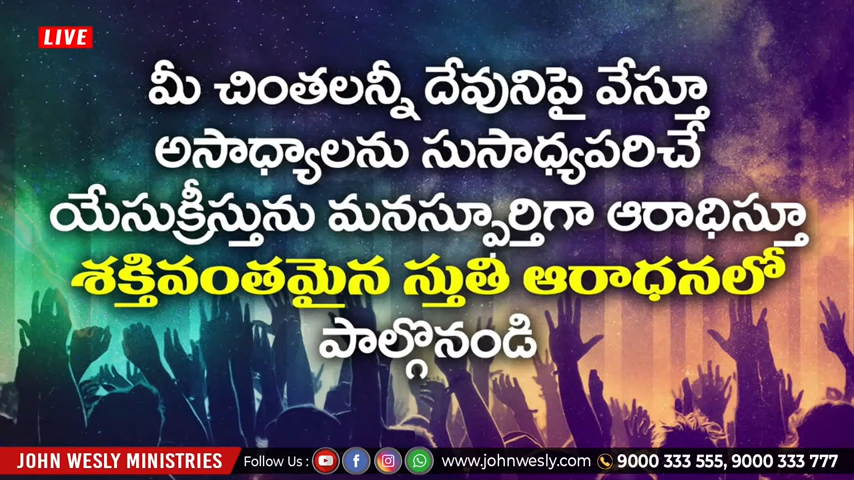 LIVE
మీ చింతలన్నీ దేవునిపై వేస్తూ
అసాధ్యాలను సుసాధ్యపరిచే
యేసుక్రీస్తును మనస్ఫూర్తిగా ఆరాధిస్తూ
శక్తివంతమైన స్తుతి ఆరాధనలో
పాల్గొనండి
JOHN WESLY MINISTRIES Follow Us : www.johnwesly.com 9000 333 555, 9000 333 777